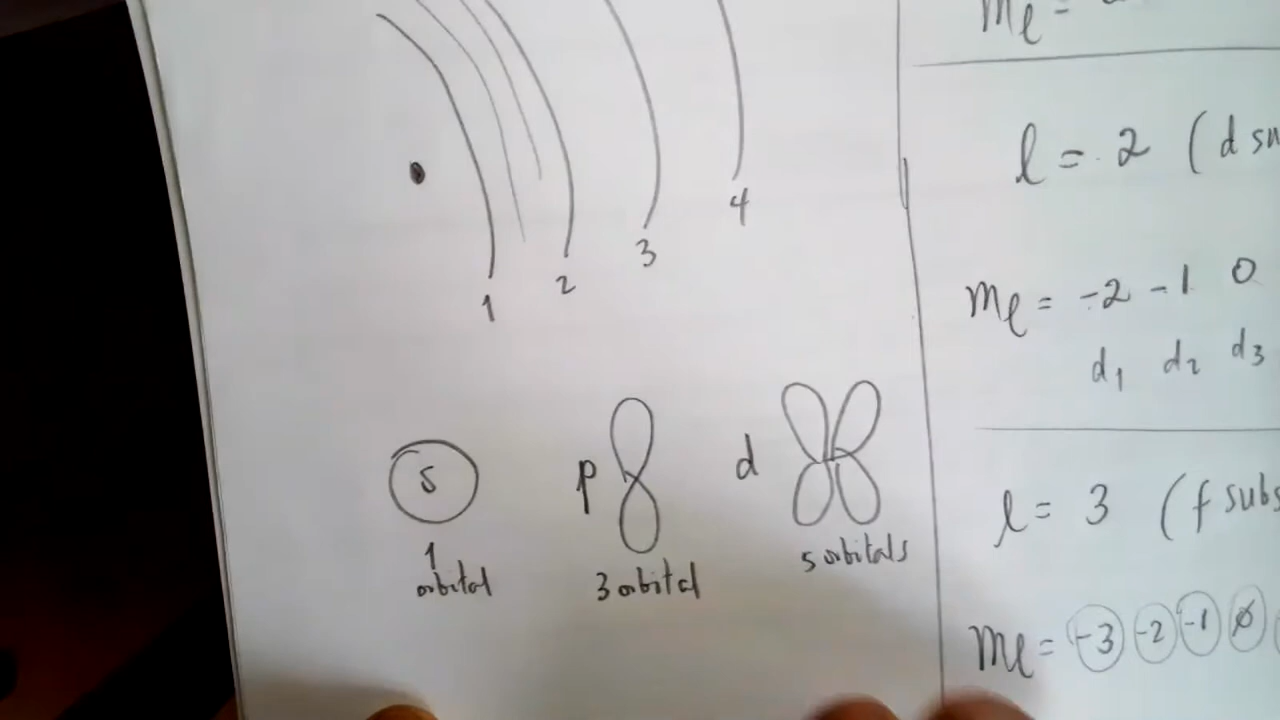 1 2 3 4
s p d
1 orbital
3 orbital
5 orbitals
ml =
l = 2 (d
ml = -2 -1 0
d1 d2 d3
l = 3 (f subs
ml = -3 -2 -1 0